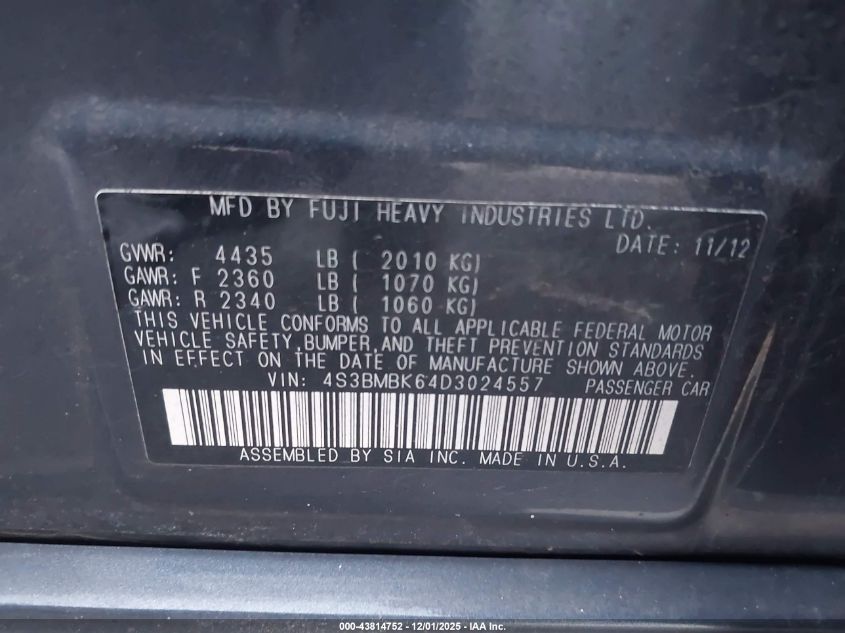 MFD BY FUJI HEAVY INDUSTRIES LTD.
DATE: 11/12
GVWR: 4435 LB ( 2010 KG)
GAWR: F 2360 LB ( 1070 KG)
GAWR: R 2340 LB ( 1060 KG)
THIS VEHICLE CONFORMS TO ALL APPLICABLE FEDERAL MOTOR
VEHICLE SAFETY,BUMPER,AND THEFT PREVENTION STANDARDS
IN EFFECT ON THE DATE OF MANUFACTURE SHOWN ABOVE.
VIN: 4S3BMBK64D3024557 PASSENGER CAR
ASSEMBLED BY SIA INC. MADE IN U.S.A.
000-43814752 - 12/01/2025 - IAA Inc.